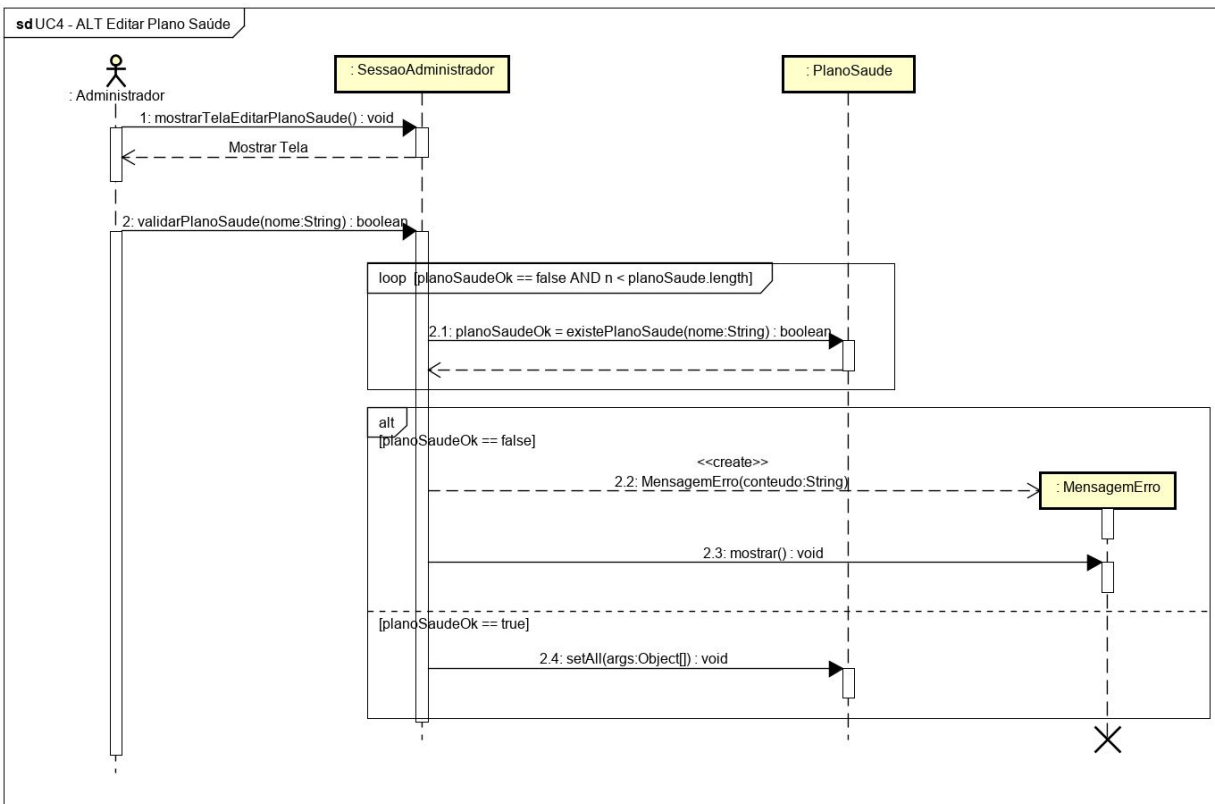 sd UC4 - ALT Editar Plano Saúde
: Administrador
: SessaoAdministrador
: PlanoSaude
1: mostrarTelaEditarPlanoSaude() : void
Mostrar Tela
2: validarPlanoSaude(nome:String) : boolean
loop [planoSaudeOk == false AND n < planoSaude.length]
2.1: planoSaudeOk = existePlanoSaude(nome:String) : boolean
alt
[planoSaudeOk == false]
<<create>>
2.2: MensagemErro(conteudo:String)
: MensagemErro
2.3: mostrar() : void
[planoSaudeOk == true]
2.4: setAll(args:Object[]) : void